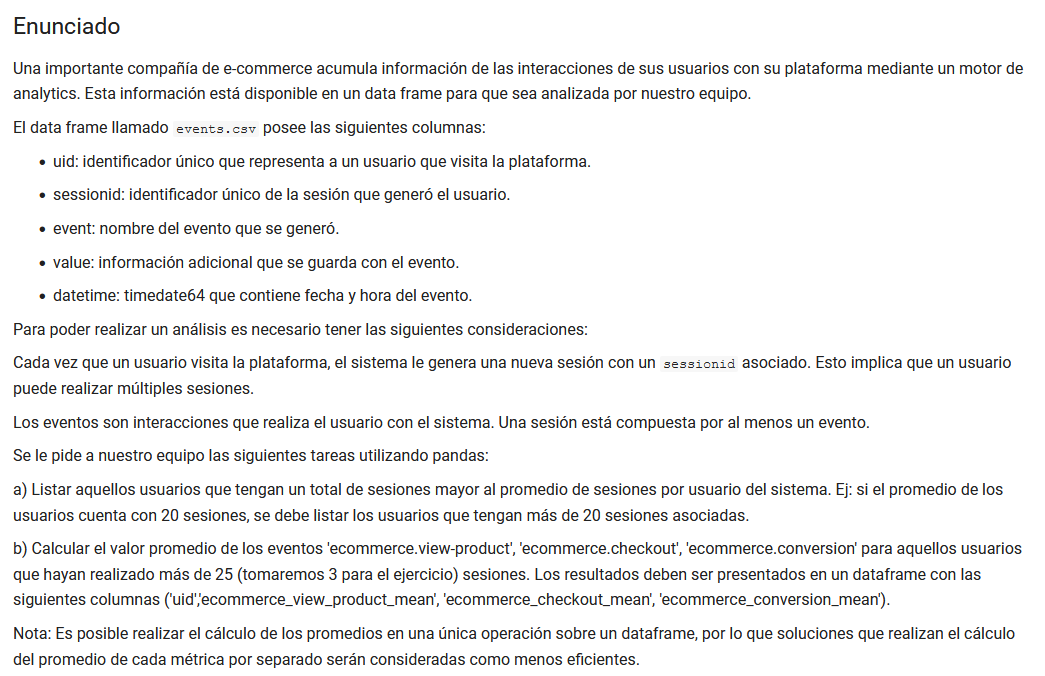 Enunciado
Una importante compañía de e-commerce acumula información de las interacciones de sus usuarios con su plataforma mediante un motor de
analytics. Esta información está disponible en un data frame para que sea analizada por nuestro equipo.
El data frame llamado events.csv posee las siguientes columnas:
• uid: identificador único que representa a un usuario que visita la plataforma.
• sessionid: identificador único de la sesión que generó el usuario.
• event: nombre del evento que se generó.
• value: información adicional que se guarda con el evento.
• datetime: timedate64 que contiene fecha y hora del evento.
Para poder realizar un análisis es necesario tener las siguientes consideraciones:
Cada vez que un usuario visita la plataforma, el sistema le genera una nueva sesión con un sessionid asociado. Esto implica que un usuario
puede realizar múltiples sesiones.
Los eventos son interacciones que realiza el usuario con el sistema. Una sesión está compuesta por al menos un evento.
Se le pide a nuestro equipo las siguientes tareas utilizando pandas:
a) Listar aquellos usuarios que tengan un total de sesiones mayor al promedio de sesiones por usuario del sistema. Ej: si el promedio de los
usuarios cuenta con 20 sesiones, se debe listar los usuarios que tengan más de 20 sesiones asociadas.
b) Calcular el valor promedio de los eventos 'ecommerce.view-product', 'ecommerce.checkout', 'ecommerce.conversion' para aquellos usuarios
que hayan realizado más de 25 (tomaremos 3 para el ejercicio) sesiones. Los resultados deben ser presentados en un dataframe con las
siguientes columnas ('uid','ecommerce_view_product_mean', 'ecommerce_checkout_mean', 'ecommerce_conversion_mean').
Nota: Es posible realizar el cálculo de los promedios en una única operación sobre un dataframe, por lo que soluciones que realizan el cálculo
del promedio de cada métrica por separado serán consideradas como menos eficientes.